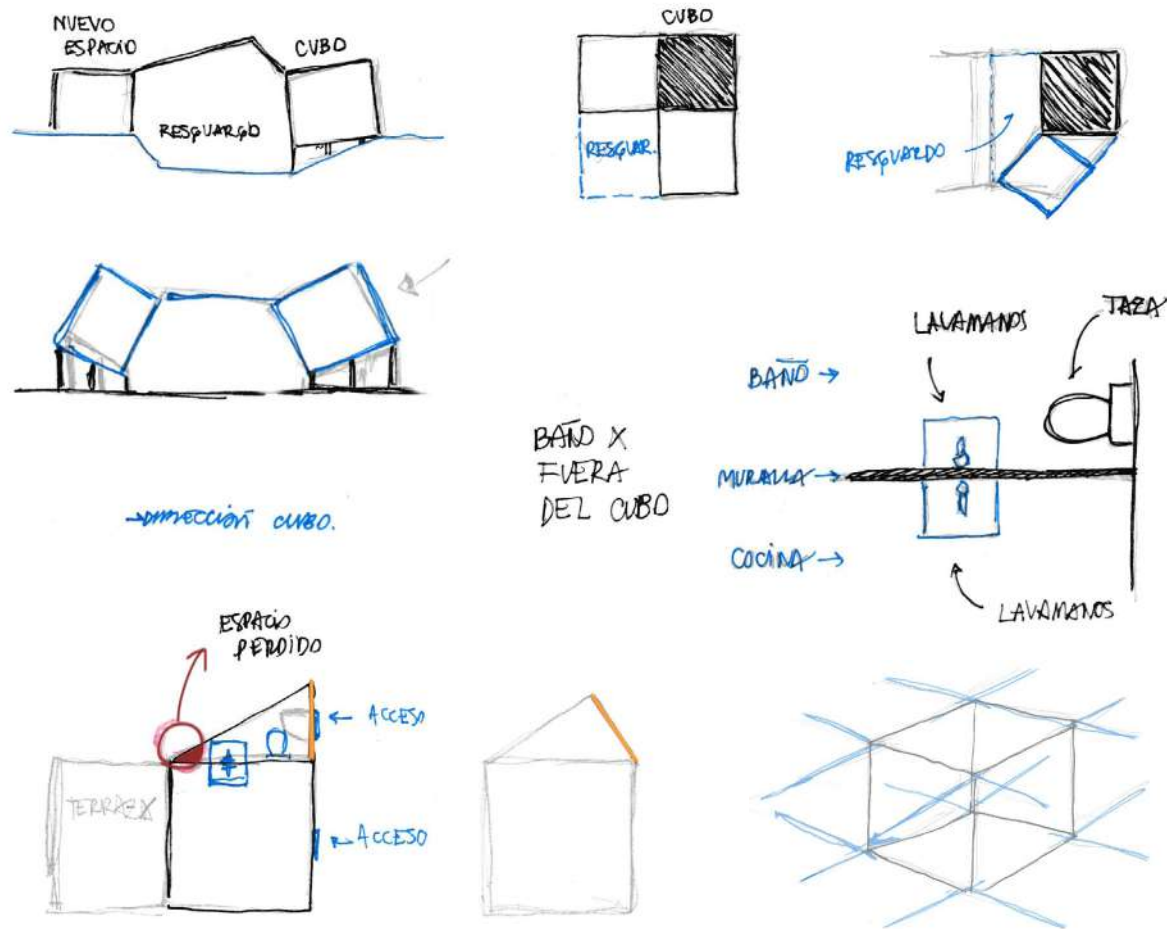 NUEVO
ESPACIO
CUBO
RESGUARDO
CUBO
RESGUAR.
RESGUARDO
LAVAMANOS
TAZA
BAÑO →
BAÑO X
FUERA
DEL CUBO
MURALLA →
COCINA →
LAVAMANOS
CUBO.
ESPACIO
PERDIDO
← ACCESO
TERRAZA
← ACCESO